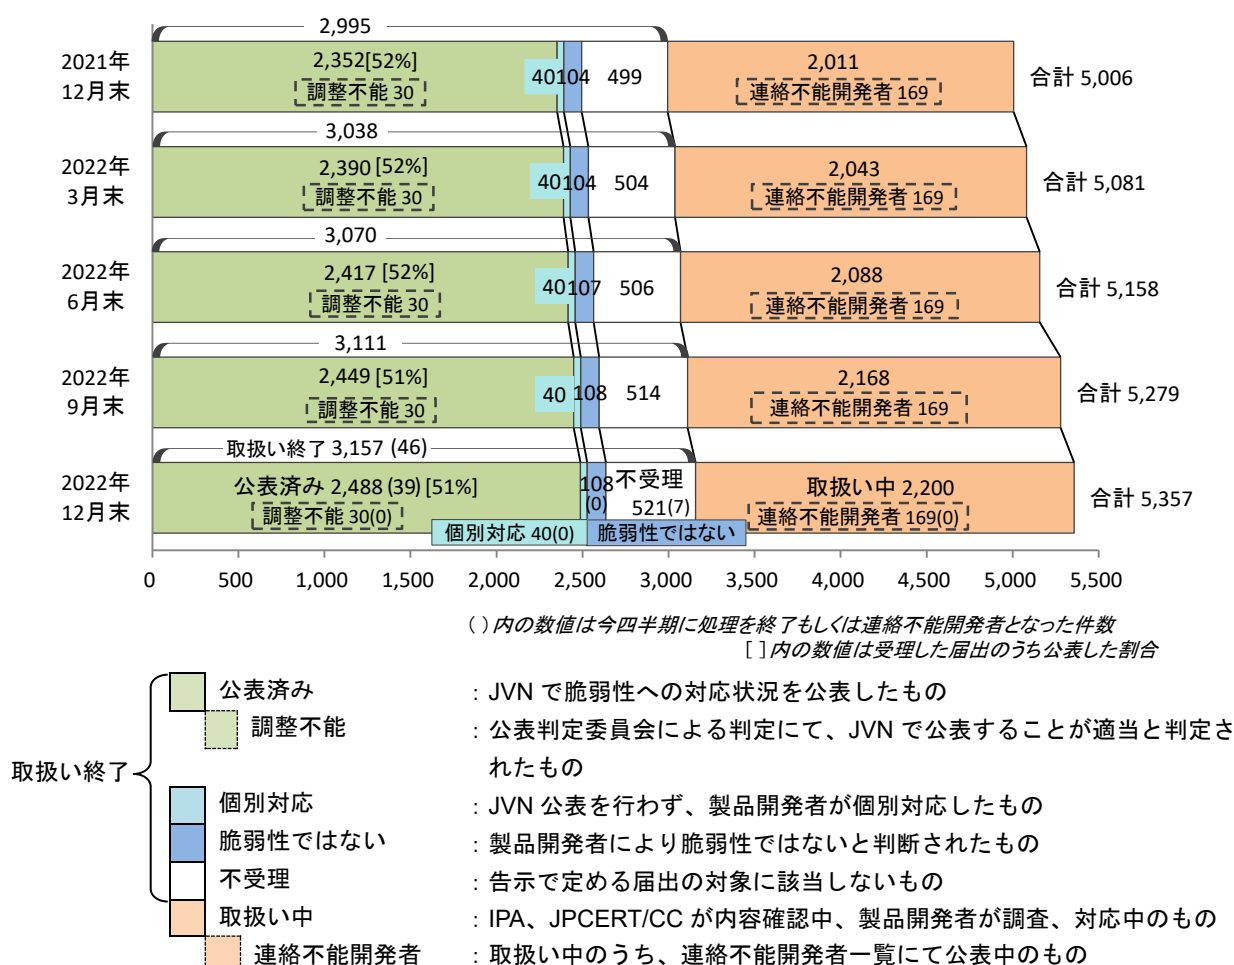 2,995
2021年
12月末
2,352[52%]
調整不能 30
40
104
499
2,011
連絡不能開発者 169
合計 5,006
3,038
2022年
3月末
2,390 [52%]
調整不能 30
40
104
504
2,043
連絡不能開発者 169
合計 5,081
3,070
2022年
6月末
2,417 [52%]
調整不能 30
40
107
506
2,088
連絡不能開発者 169
合計 5,158
3,111
2022年
9月末
2,449 [51%]
調整不能 30
40
108
514
2,168
連絡不能開発者 169
合計 5,279
取扱い終了 3,157 (46)
2022年
12月末
公表済み 2,488 (39) [51%]
調整不能 30(0)
108
(0)
不受理
521(7)
取扱い中 2,200
連絡不能開発者 169(0)
合計 5,357
個別対応 40(0)
脆弱性ではない
0 500 1,000 1,500 2,000 2,500 3,000 3,500 4,000 4,500 5,000 5,500
( )内の数値は今四半期に処理を終了もしくは連絡不能開発者となった件数
[ ]内の数値は受理した届出のうち公表した割合
取扱い終了
公表済み : JVN で脆弱性への対応状況を公表したもの
調整不能 : 公表判定委員会による判定にて、JVN で公表することが適当と判定さ
れたもの
個別対応 : JVN 公表を行わず、製品開発者が個別対応したもの
脆弱性ではない : 製品開発者により脆弱性ではないと判断されたもの
不受理 : 告示で定める届出の対象に該当しないもの
取扱い中 : IPA、JPCERT/CC が内容確認中、製品開発者が調査、対応中のもの
連絡不能開発者 : 取扱い中のうち、連絡不能開発者一覧にて公表中のもの